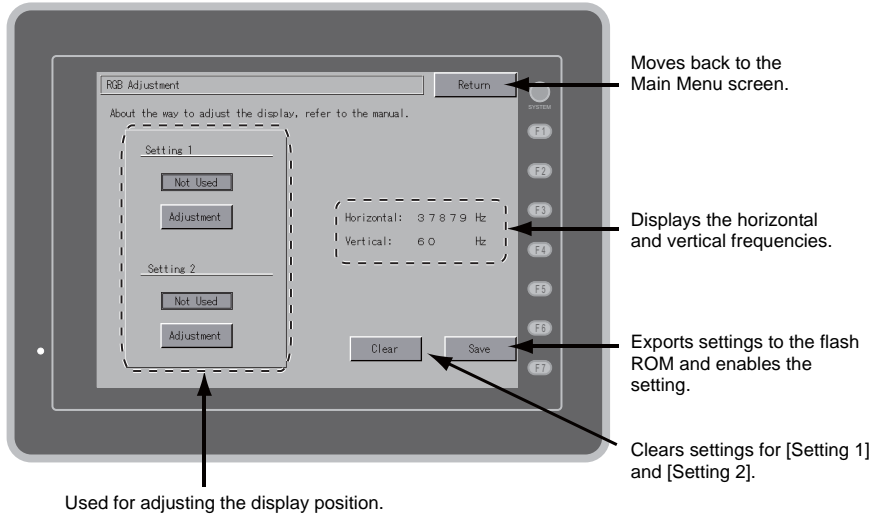 Moves back to the
Main Menu screen.
RGB Adjustment
Return
SYSTEM
About the way to adjust the display, refer to the manual.
F1
Setting 1
F2
Not Used
Adjustment
F3
Horizontal: 37879 Hz
Displays the horizontal
and vertical frequencies.
Vertical: 60 Hz
F4
Setting 2
F5
Not Used
F6
Adjustment
Clear
Save
Exports settings to the flash
ROM and enables the
setting.
F7
Clears settings for [Setting 1]
and [Setting 2].
Used for adjusting the display position.